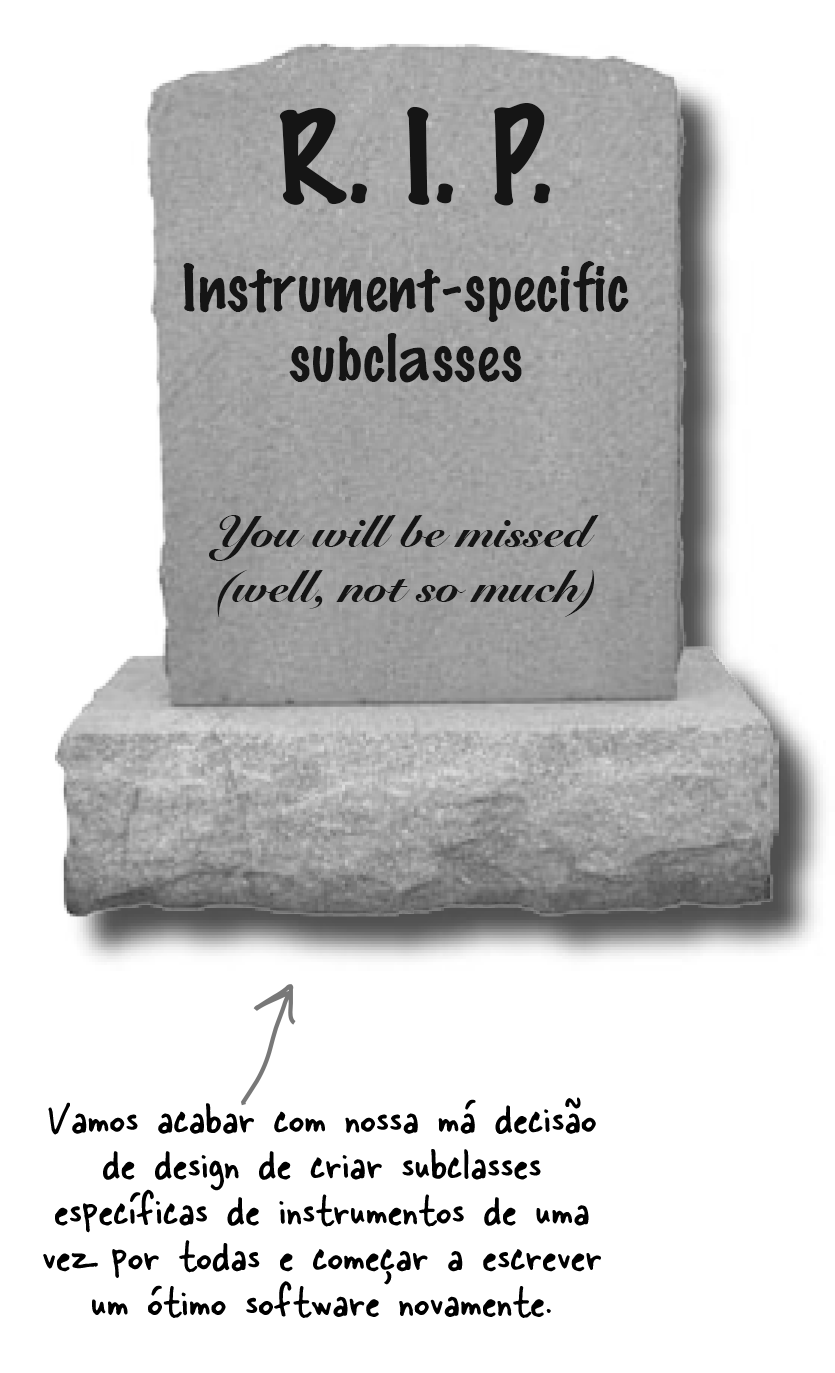 R. I. P.
Instrument-specific
subclasses
You will be missed
(well, not so much)
Vamos acabar com nossa má decisão
de design de criar subclasses
específicas de instrumentos de uma
vez por todas e começar a escrever
um ótimo software novamente.